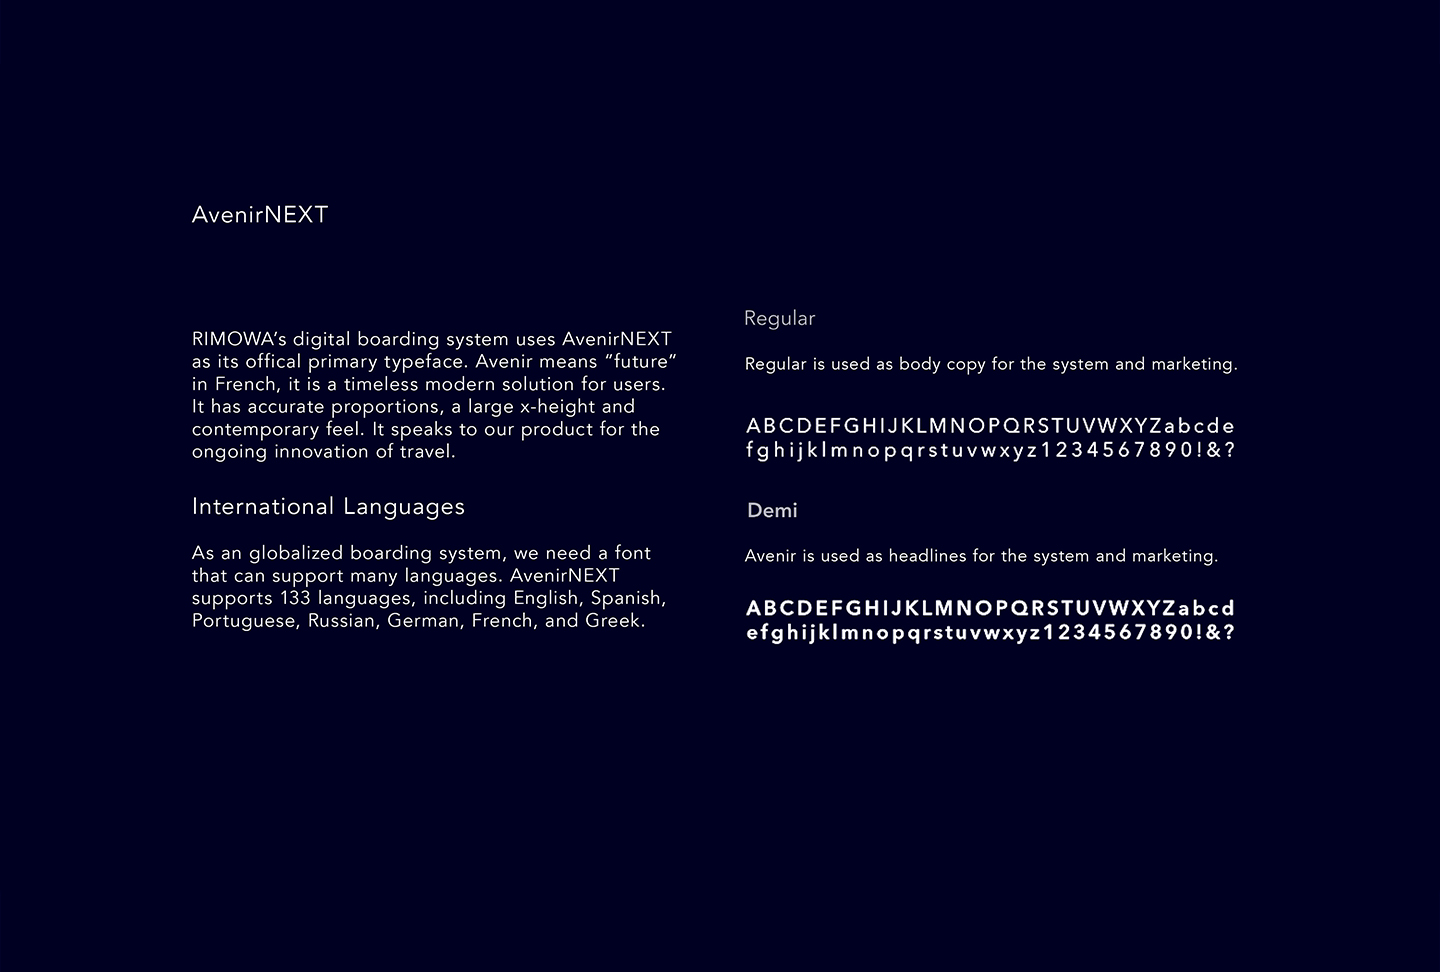 AvenirNEXT
RIMOWA’s digital boarding system uses AvenirNEXT
as its offical primary typeface. Avenir means “future”
in French, it is a timeless modern solution for users.
It has accurate proportions, a large x-height and
contemporary feel. It speaks to our product for the
ongoing innovation of travel.
International Languages
As an globalized boarding system, we need a font
that can support many languages. AvenirNEXT
supports 133 languages, including English, Spanish,
Portuguese, Russian, German, French, and Greek.
Regular
Regular is used as body copy for the system and marketing.
ABCDEFGHIJKLMNOPQRSTUVWXYZabcde
fghijklmnopqrstuvwxyz1234567890!&?
Demi
Avenir is used as headlines for the system and marketing.
ABCDEFGHIJKLMNOPQRSTUVWXYZabcd
efghijklmnopqrstuvwxyz1234567890!&?